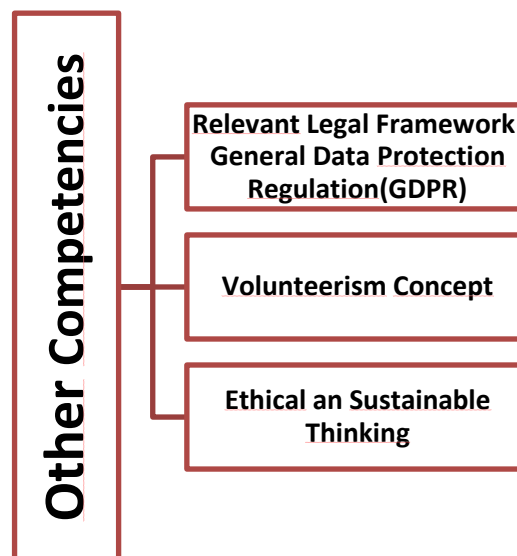 Other Competencies
Relevant Legal Framework
General Data Protection
Regulation(GDPR)
Volunteerism Concept
Ethical an Sustainable
Thinking